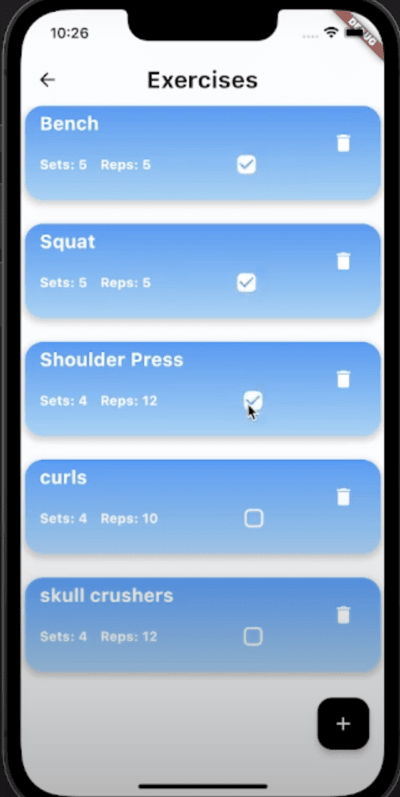 10:26
DEBUG
Exercises
Bench
Sets: 5 Reps: 5
Squat
Sets: 5 Reps: 5
Shoulder Press
Sets: 4 Reps: 12
curls
Sets: 4 Reps: 10
skull crushers
Sets: 4 Reps: 12
+